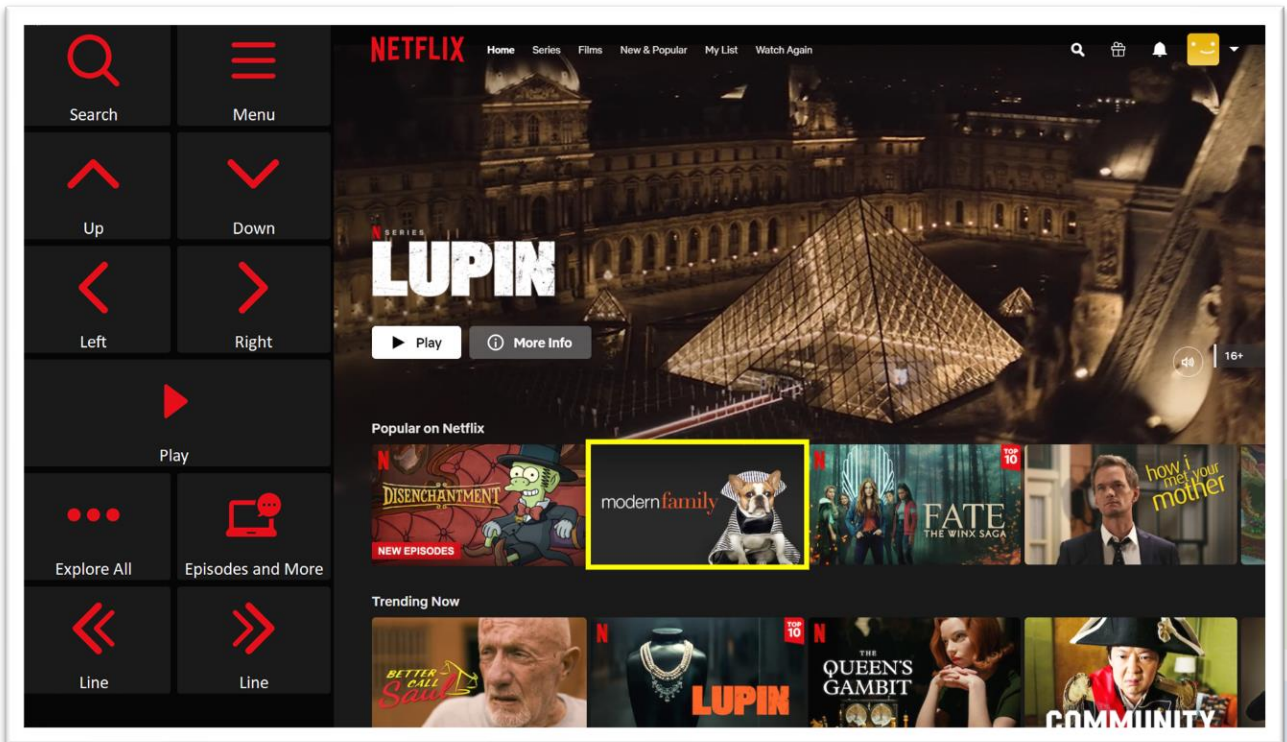 Search
Menu
Up
Down
Left
Right
Play
Explore All
Episodes and More
Line
Line
NETFLIX Home Series Films New & Popular My List Watch Again
N SERIES
LUPIN
Play
More Info
16+
Popular on Netflix
N
DISENCHANTMENT
NEW EPISODES
modern family
N
TOP
10
FATE
THE WINX SAGA
how i
met your
mother
Trending Now
BETTER
CALL
Saul
N
TOP
10
LUPIN
N
THE
QUEEN'S
GAMBIT
COMMUNITY